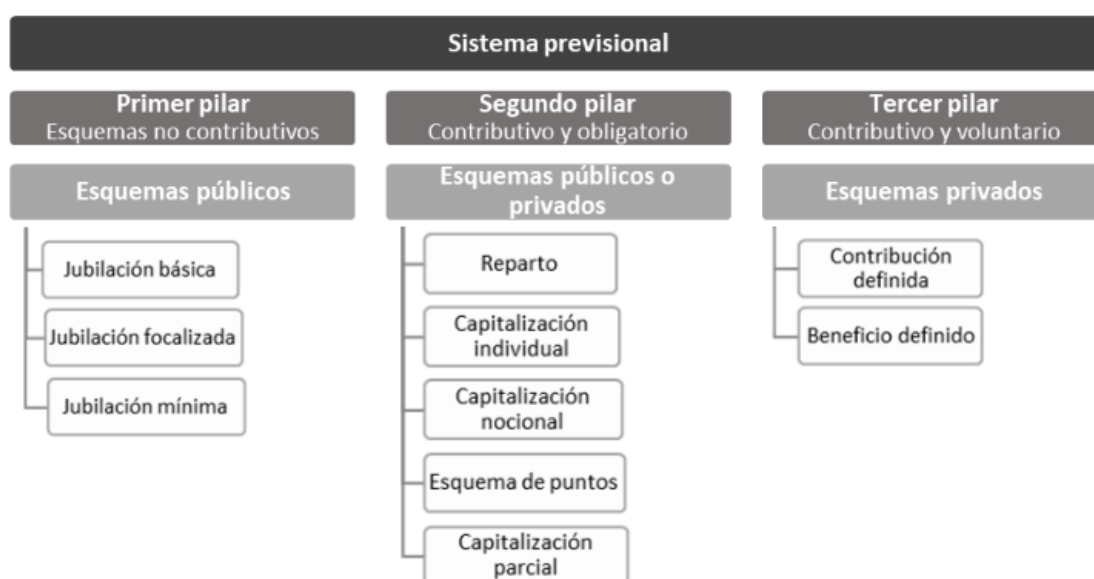 Sistema previsional
Primer pilar
Esquemas no contributivos
Segundo pilar
Contributivo y obligatorio
Tercer pilar
Contributivo y voluntario
Esquemas públicos
Esquemas públicos o
privados
Esquemas privados
Jubilación básica
Jubilación focalizada
Jubilación mínima
Reparto
Capitalización
individual
Capitalización
nocional
Esquema de puntos
Capitalización
parcial
Contribución
definida
Beneficio definido